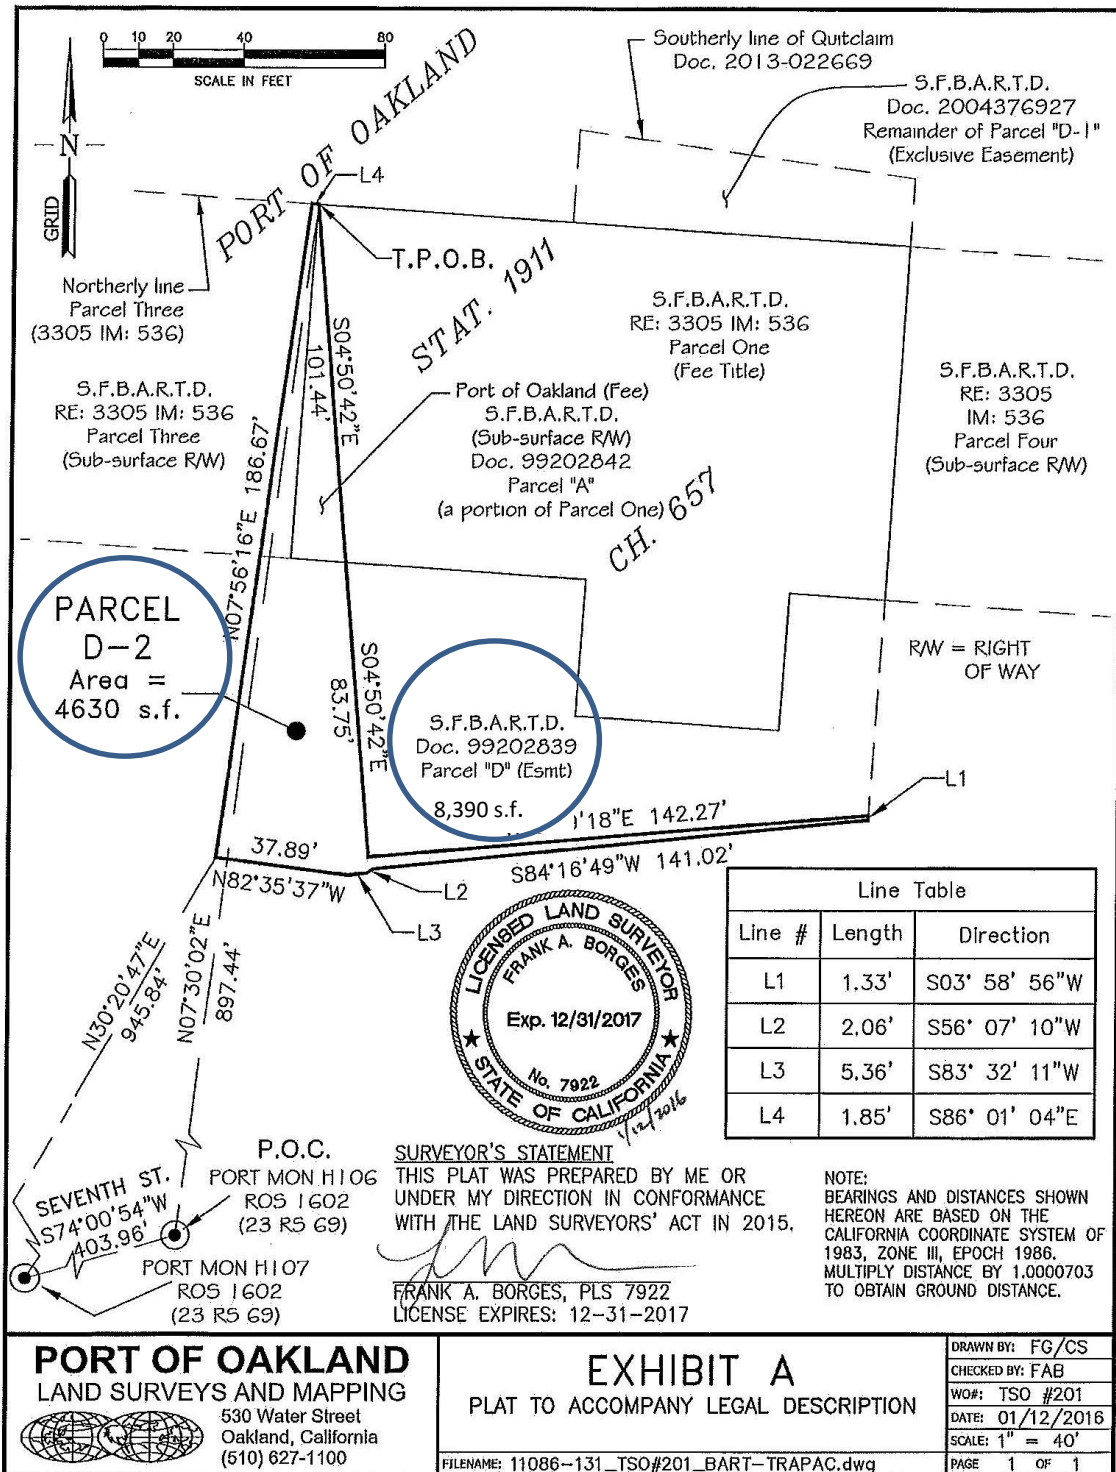 0 10 20 40 80
SCALE IN FEET
N
GRID
PORT OF OAKLAND
STAT. 1911
CH. 657
Southerly line of Quitclaim
Doc. 2013-022669
S.F.B.A.R.T.D.
Doc. 2004376927
Remainder of Parcel "D-1"
(Exclusive Easement)
L4
T.P.O.B.
Northerly line
Parcel Three
(3305 IM: 536)
S.F.B.A.R.T.D.
RE: 3305 IM: 536
Parcel One
(Fee Title)
S.F.B.A.R.T.D.
RE: 3305 IM: 536
Parcel Three
(Sub-surface R/W)
Port of Oakland (Fee)
S.F.B.A.R.T.D.
(Sub-surface R/W)
Doc. 99202842
Parcel "A"
(a portion of Parcel One)
S.F.B.A.R.T.D.
RE: 3305
IM: 536
Parcel Four
(Sub-surface R/W)
S04°50'42"E
101.44'
N07°56'16"E 186.67'
PARCEL
D-2
Area =
4630 s.f.
R/W = RIGHT
OF WAY
S04°50'42"E
83.75'
S.F.B.A.R.T.D.
Doc. 99202839
Parcel "D" (Esmt)
8,390 s.f.
'18"E 142.27'
L1
S84°16'49"W 141.02'
37.89'
N82°35'37"W
L2
L3
N30°20'47"E
945.84'
N07°30'02"E
897.44'
Line Table
Line # Length Direction
L1 1.33' S03° 58' 56"W
L2 2.06' S56° 07' 10"W
L3 5.36' S83° 32' 11"W
L4 1.85' S86° 01' 04"E
LICENSED LAND SURVEYOR
FRANK A. BORGES
Exp. 12/31/2017
No. 7922
STATE OF CALIFORNIA
1/12/2016
P.O.C.
PORT MON H106
ROS 1602
(23 RS 69)
SEVENTH ST.
S74°00'54"W
403.96'
PORT MON H107
ROS 1602
(23 RS 69)
SURVEYOR'S STATEMENT
THIS PLAT WAS PREPARED BY ME OR
UNDER MY DIRECTION IN CONFORMANCE
WITH THE LAND SURVEYORS' ACT IN 2015.
FRANK A. BORGES, PLS 7922
LICENSE EXPIRES: 12-31-2017
NOTE:
BEARINGS AND DISTANCES SHOWN
HEREON ARE BASED ON THE
CALIFORNIA COORDINATE SYSTEM OF
1983, ZONE III, EPOCH 1986.
MULTIPLY DISTANCE BY 1.0000703
TO OBTAIN GROUND DISTANCE.
PORT OF OAKLAND
LAND SURVEYS AND MAPPING
530 Water Street
Oakland, California
(510) 627-1100
EXHIBIT A
PLAT TO ACCOMPANY LEGAL DESCRIPTION
FILENAME: 11086-131_TSO#201_BART-TRAPAC.dwg
DRAWN BY: FG/CS
CHECKED BY: FAB
WO#: TSO #201
DATE: 01/12/2016
SCALE: 1" = 40'
PAGE 1 OF 1